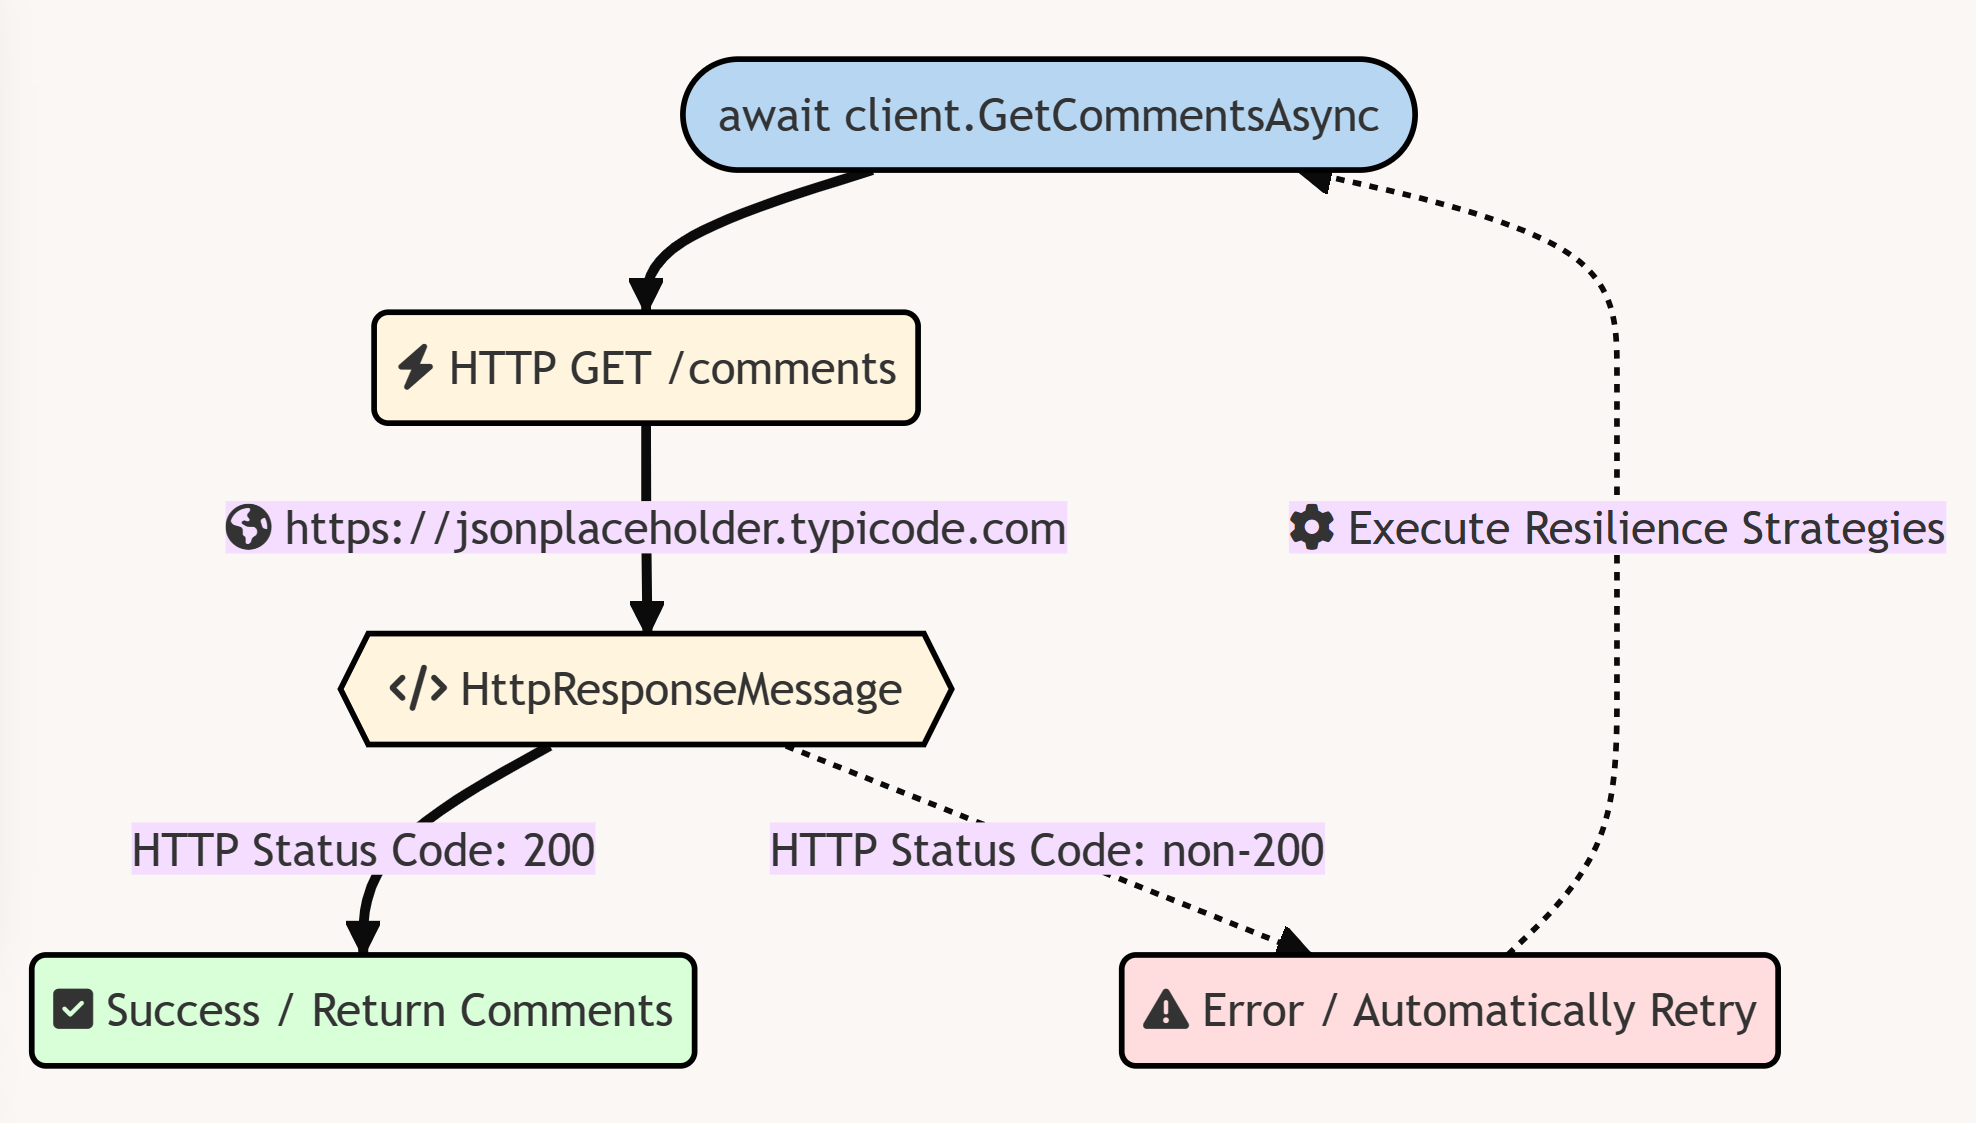 await client.GetCommentsAsync
HTTP GET /comments
https://jsonplaceholder.typicode.com
Execute Resilience Strategies
HttpResponseMessage
HTTP Status Code: 200
HTTP Status Code: non-200
Success / Return Comments
Error / Automatically Retry